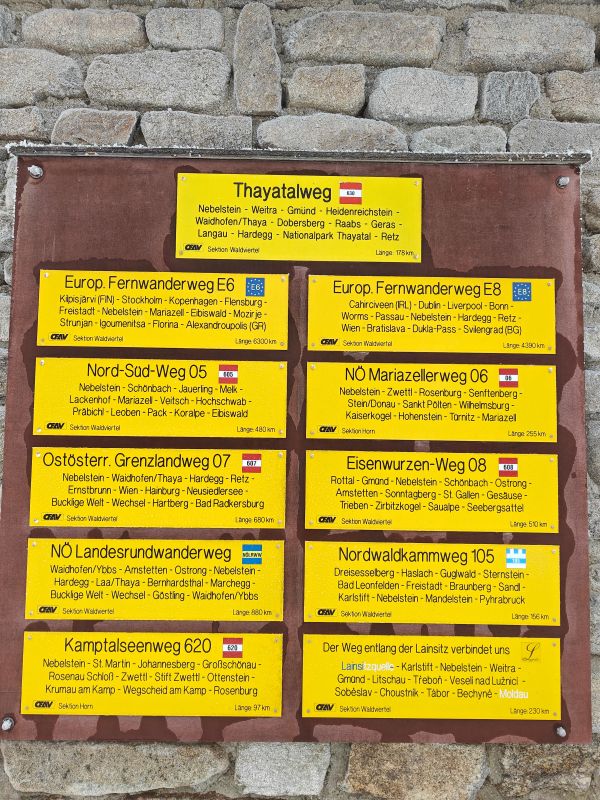 Thayatalweg 630
Nebelstein - Weitra - Gmünd - Heidenreichstein -
Waidhofen/Thaya - Dobersberg - Raabs - Geras -
Langau - Hardegg - Nationalpark Thayatal - Retz
ÖAV Sektion Waldviertel Länge: 178 km
Europ. Fernwanderweg E6 E6
Kilpisjärvi (FIN) - Stockholm - Kopenhagen - Flensburg -
Freistadt - Nebelstein - Mariazell - Eibiswald - Mozirje -
Strunjan - Igoumenitsa - Florina - Alexandroupolis (GR)
ÖAV Sektion Waldviertel Länge: 6300 km
Europ. Fernwanderweg E8 E8
Cahirciveen (IRL) - Dublin - Liverpool - Bonn -
Worms - Passau - Nebelstein - Hardegg - Retz -
Wien - Bratislava - Dukla-Pass - Svilengrad (BG)
ÖAV Sektion Waldviertel Länge: 4390 km
Nord-Süd-Weg 05 605
Nebelstein - Schönbach - Jauerling - Melk -
Lackenhof - Mariazell - Veitsch - Hochschwab -
Präbichl - Leoben - Pack - Koralpe - Eibiswald
ÖAV Sektion Waldviertel Länge: 480 km
NÖ Mariazellerweg 06 06
Nebelstein - Zwettl - Rosenburg - Senftenberg -
Stein/Donau - Sankt Pölten - Wilhelmsburg -
Kaiserkogel - Hohenstein - Türnitz - Mariazell
ÖAV Sektion Horn Länge: 255 km
Ostösterr. Grenzlandweg 07 607
Nebelstein - Waidhofen/Thaya - Hardegg - Retz -
Ernstbrunn - Wien - Hainburg - Neusiedlersee -
Bucklige Welt - Wechsel - Hartberg - Bad Radkersburg
ÖAV Sektion Waldviertel Länge: 680 km
Eisenwurzen-Weg 08 608
Rottal - Gmünd - Nebelstein - Schönbach - Ostrong -
Amstetten - Sonntagberg - St. Gallen - Gesäuse -
Trieben - Zirbitzkogel - Saualpe - Seebergsattel
ÖAV Sektion Waldviertel Länge: 510 km
NÖ Landesrundwanderweg NÖLRWW
Waidhofen/Ybbs - Amstetten - Ostrong - Nebelstein -
Hardegg - Laa/Thaya - Bernhardsthal - Marchegg -
Bucklige Welt - Wechsel - Göstling - Waidhofen/Ybbs
ÖAV Sektion Waldviertel Länge: 880 km
Nordwaldkammweg 105 105
Dreisesselberg - Haslach - Guglwald - Sternstein -
Bad Leonfelden - Freistadt - Braunberg - Sandl -
Karlstift - Nebelstein - Mandelstein - Pyhrabruck
ÖAV Sektion Waldviertel Länge: 156 km
Kamptalseenweg 620 620
Nebelstein - St. Martin - Johannesberg - Großschönau -
Rosenau Schloß - Zwettl - Stift Zwettl - Ottenstein -
Krumau am Kamp - Wegscheid am Kamp - Rosenburg
ÖAV Sektion Horn Länge: 97 km
Der Weg entlang der Lainsitz verbindet uns
Lainsitzquelle - Karlstift - Nebelstein - Weitra -
Gmünd - Litschau - Třeboň - Veselí nad Lužnicí -
Soběslav - Choustník - Tábor - Bechyně - Moldau
ÖAV Sektion Waldviertel Länge: 230 km